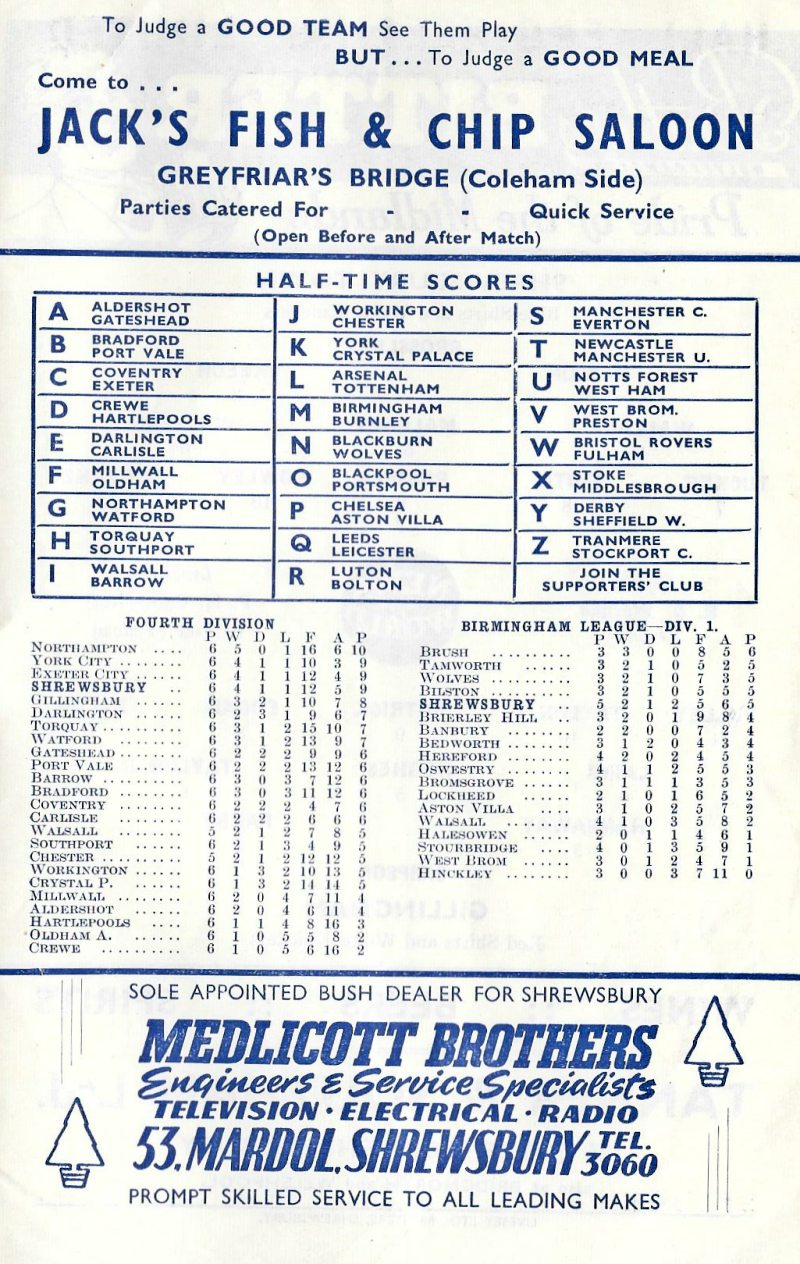 To Judge a GOOD TEAM See Them Play
BUT . . . To Judge a GOOD MEAL
Come to . . .
JACK'S FISH & CHIP SALOON
GREYFRIAR'S BRIDGE (Coleham Side)
Parties Catered For - - Quick Service
(Open Before and After Match)
HALF-TIME SCORES
A ALDERSHOT
GATESHEAD
B BRADFORD
PORT VALE
C COVENTRY
EXETER
D CREWE
HARTLEPOOLS
E DARLINGTON
CARLISLE
F MILLWALL
OLDHAM
G NORTHAMPTON
WATFORD
H TORQUAY
SOUTHPORT
I WALSALL
BARROW
J WORKINGTON
CHESTER
K YORK
CRYSTAL PALACE
L ARSENAL
TOTTENHAM
M BIRMINGHAM
BURNLEY
N BLACKBURN
WOLVES
O BLACKPOOL
PORTSMOUTH
P CHELSEA
ASTON VILLA
Q LEEDS
LEICESTER
R LUTON
BOLTON
S MANCHESTER C.
EVERTON
T NEWCASTLE
MANCHESTER U.
U NOTTS FOREST
WEST HAM
V WEST BROM.
PRESTON
W BRISTOL ROVERS
FULHAM
X STOKE
MIDDLESBROUGH
Y DERBY
SHEFFIELD W.
Z TRANMERE
STOCKPORT C.
JOIN THE
SUPPORTERS' CLUB
FOURTH DIVISION
P W D L F A P
NORTHAMPTON .... 6 5 0 1 16 6 10
YORK CITY ........ 6 4 1 1 10 3 9
EXETER CITY ...... 6 4 1 1 12 4 9
SHREWSBURY .. 6 4 1 1 12 5 9
GILLINGHAM ...... 6 3 2 1 10 7 8
DARLINGTON ...... 6 2 3 1 9 6 7
TORQUAY .......... 6 3 1 2 15 10 7
WATFORD ........ 6 3 1 2 13 9 7
GATESHEAD ...... 6 2 2 2 9 9 6
PORT VALE ...... 6 2 2 2 13 12 6
BARROW .......... 6 3 0 3 7 12 6
BRADFORD ........ 6 3 0 3 11 12 6
COVENTRY ........ 6 2 2 2 4 7 6
CARLISLE ........ 6 2 2 2 6 6 6
WALSALL ........ 5 2 1 2 7 8 5
SOUTHPORT ...... 6 2 1 3 4 9 5
CHESTER .......... 5 2 1 2 12 12 5
WORKINGTON .... 6 1 3 2 10 13 5
CRYSTAL P. ...... 6 1 3 2 14 14 5
MILLWALL ........ 6 2 0 4 7 11 4
ALDERSHOT ...... 6 2 0 4 6 11 4
HARTLEPOOLS .... 6 1 1 4 8 16 3
OLDHAM A. ...... 6 1 0 5 5 8 2
CREWE .......... 6 1 0 5 6 16 2
BIRMINGHAM LEAGUE—DIV. 1.
P W D L F A P
BRUSH .......... 3 3 0 0 8 5 6
TAMWORTH ...... 3 2 1 0 5 2 5
WOLVES .......... 3 2 1 0 7 3 5
BILSTON .......... 3 2 1 0 5 5 5
SHREWSBURY .... 5 2 1 2 5 6 5
BRIERLEY HILL .. 3 2 0 1 3 8 4
BANBURY ........ 2 2 0 0 7 2 4
BEDWORTH ...... 3 1 2 0 4 3 4
HEREFORD ...... 4 2 0 2 4 5 4
OSWESTRY ...... 4 1 1 2 5 5 3
BROMSGROVE .... 3 1 1 1 3 5 3
LOCKHEED ...... 2 1 0 1 6 5 2
ASTON VILLA .... 3 1 0 2 5 7 2
WALSALL ........ 4 1 0 3 5 8 2
HALESOWEN ...... 2 0 1 1 4 6 1
STOURBRIDGE .... 4 0 1 3 5 9 1
WEST BROM ...... 3 0 1 2 4 7 1
HINCKLEY ........ 3 0 0 3 7 11 0
SOLE APPOINTED BUSH DEALER FOR SHREWSBURY
MEDLICOTT BROTHERS
Engineers & Service Specialists
TELEVISION · ELECTRICAL · RADIO
53, MARDOL, SHREWSBURY TEL. 3060
PROMPT SKILLED SERVICE TO ALL LEADING MAKES